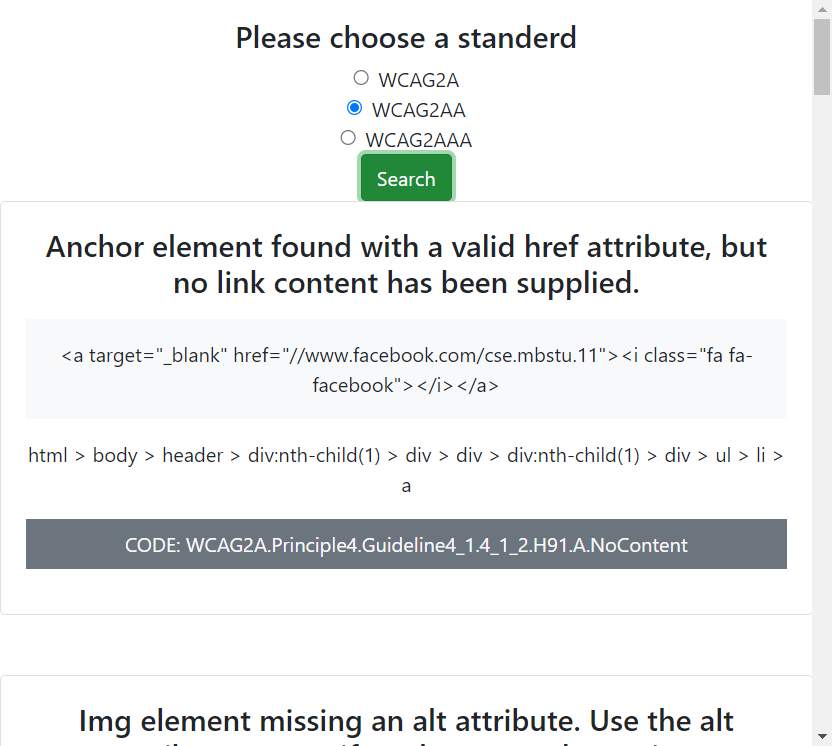 Please choose a standerd
WCAG2A
WCAG2AA
WCAG2AAA
Search
Anchor element found with a valid href attribute, but
no link content has been supplied.
<a target="_blank" href="//www.facebook.com/cse.mbstu.11"><i class="fa fa-
facebook"></i></a>
html > body > header > div:nth-child(1) > div > div > div:nth-child(1) > div > ul > li >
a
CODE: WCAG2A.Principle4.Guideline4_1.4_1_2.H91.A.NoContent
Img element missing an alt attribute. Use the alt